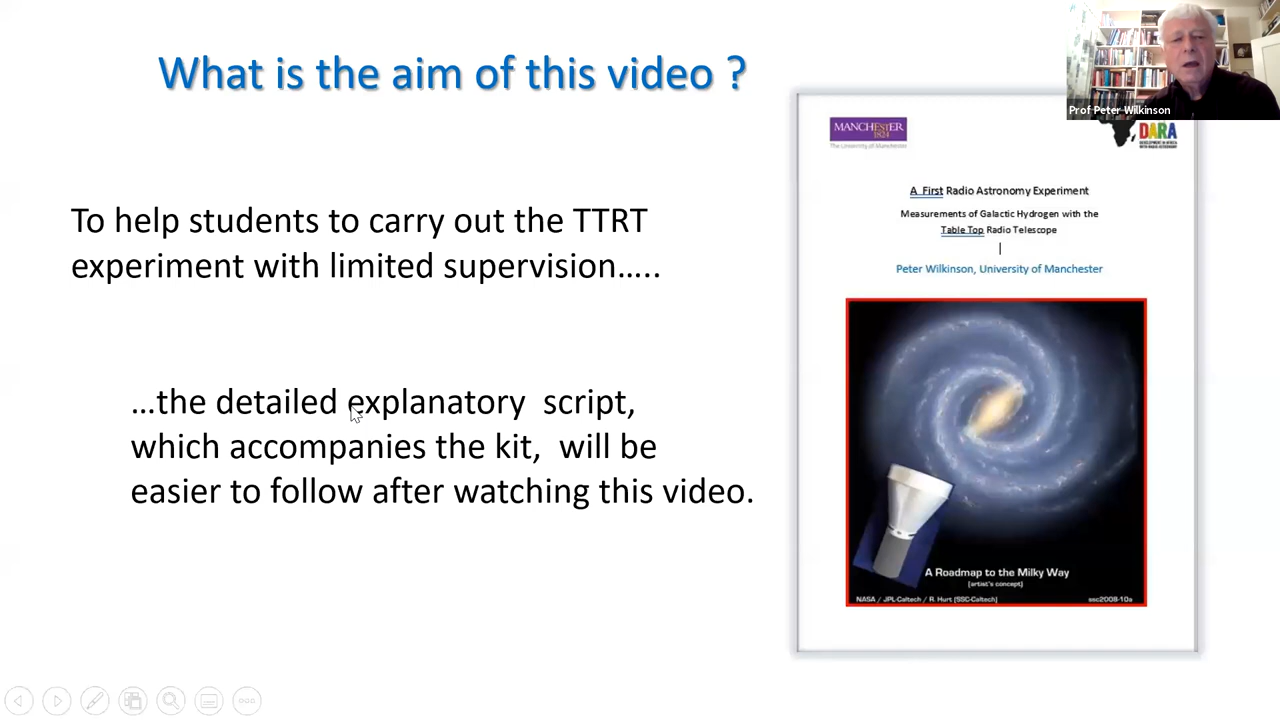 What is the aim of this video ?
To help students to carry out the TTRT
experiment with limited supervision…..
…the detailed explanatory script,
which accompanies the kit, will be
easier to follow after watching this video.
Prof Peter Wilkinson
MANCHESTER
1824
The University of Manchester
DARA
DEVELOPMENT IN AFRICA
WITH RADIO ASTRONOMY
A First Radio Astronomy Experiment
Measurements of Galactic Hydrogen with the
Table Top Radio Telescope
Peter Wilkinson, University of Manchester
A Roadmap to the Milky Way
(artist's concept)
NASA / JPL-Caltech / R. Hurt (SSC-Caltech)
ssc2008-10a